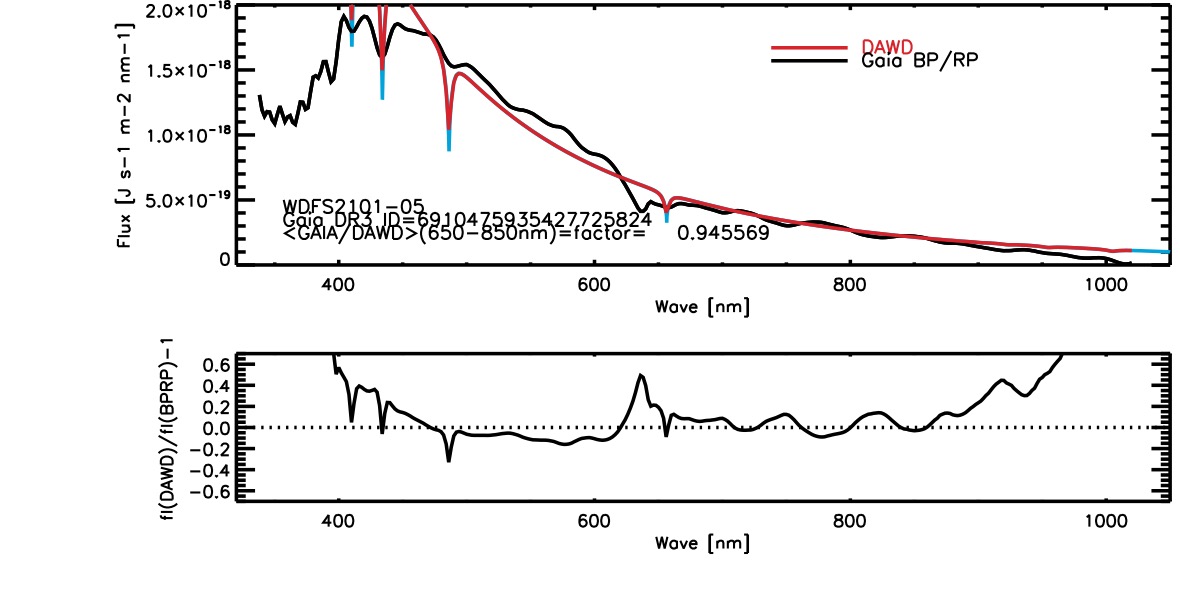 2.0×10−18
1.5×10−18
1.0×10−18
5.0×10−19
0
Flux [J s−1 m−2 nm−1]
DAWD
Gaia BP/RP
WDFS2101−05
Gaia DR3 ID=6910475935427725824
<GAIA/DAWD>(650−850nm)=factor= 0.945569
400 600 800 1000
Wave [nm]
fl(DAWD)/fl(BPRP)−1
0.6
0.4
0.2
0.0
−0.2
−0.4
−0.6
400 600 800 1000
Wave [nm]